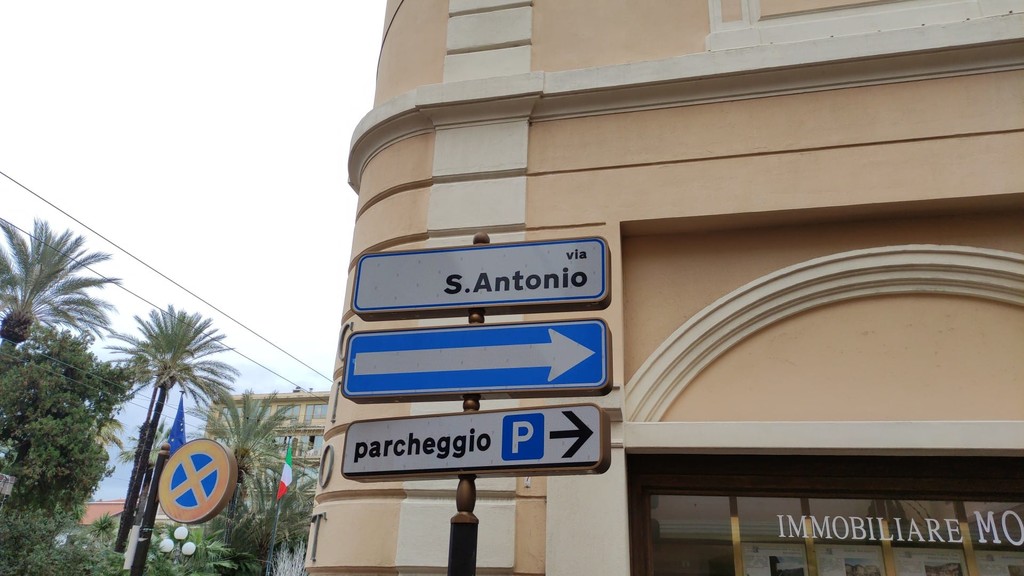 via
S.Antonio
parcheggio P
IMMOBILIARE MO